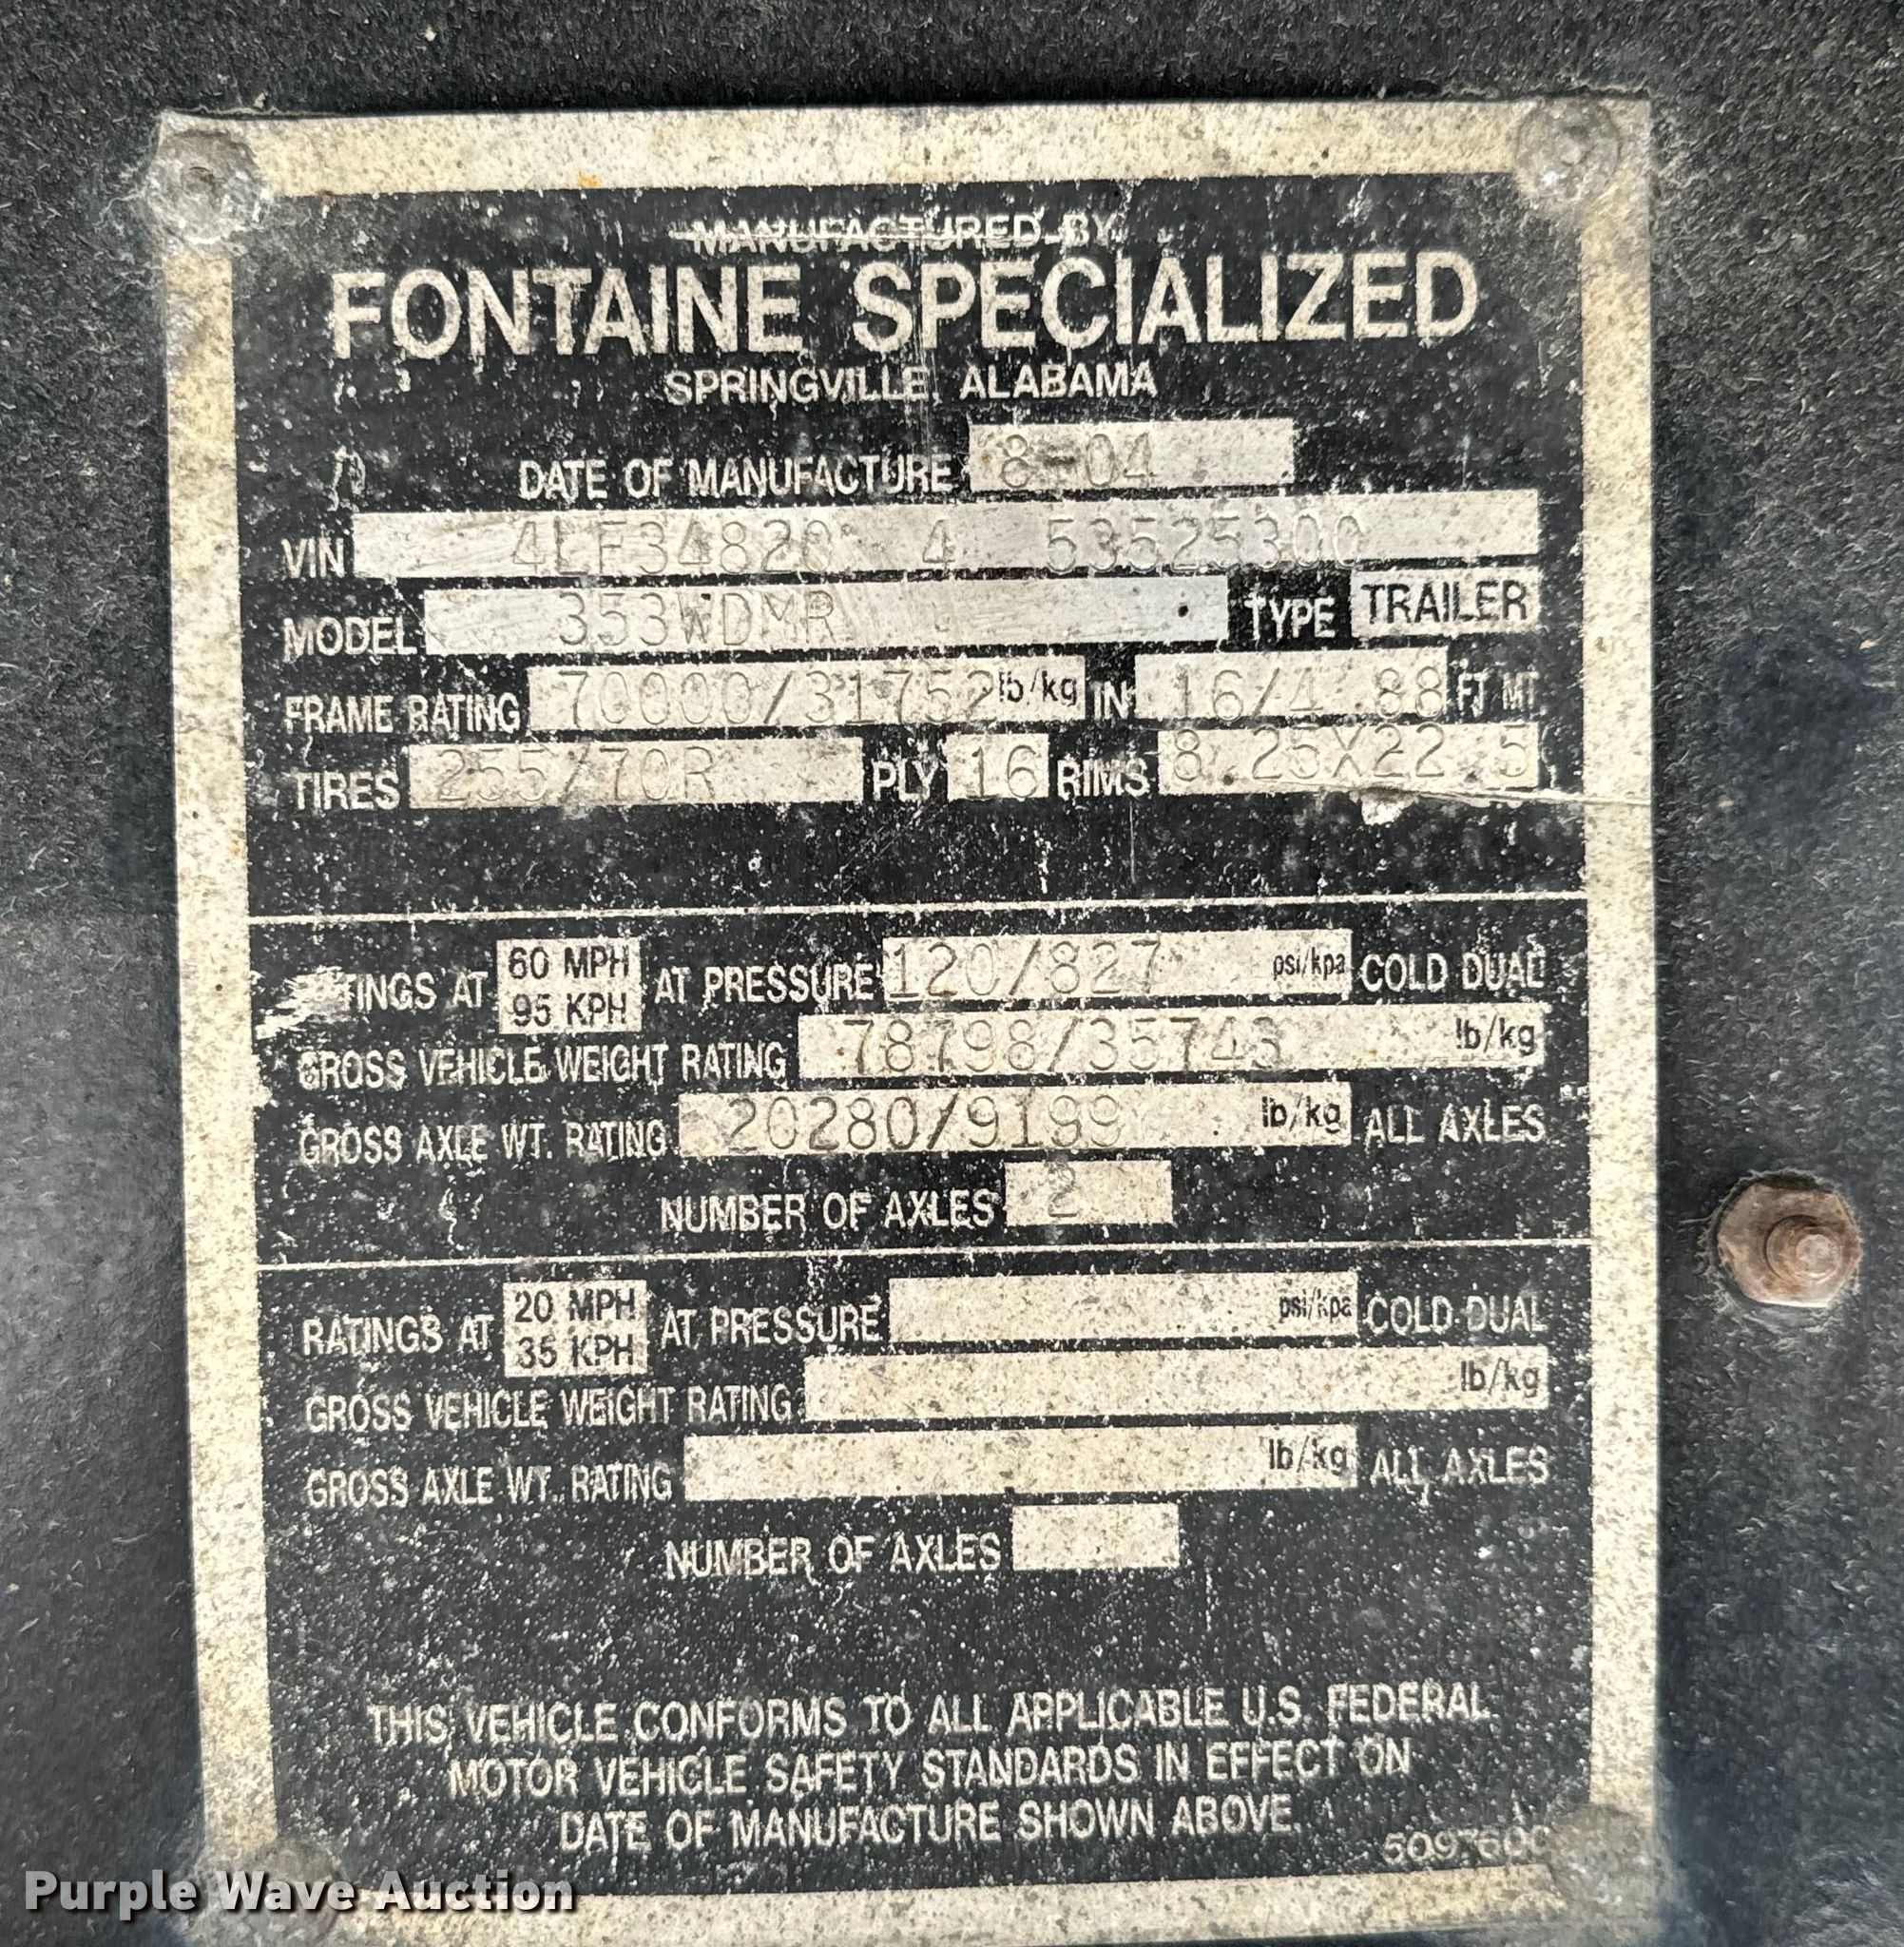 MANUFACTURED BY
FONTAINE SPECIALIZED
SPRINGVILLE, ALABAMA
DATE OF MANUFACTURE 8-04
VIN 4LF34820 4 53525300
MODEL 353WDMR TYPE TRAILER
FRAME RATING 70000/31752 lb/kg IN 16/4.88 FT MT
TIRES 255/70R PLY 16 RIMS 8.25X22.5
TINGS AT 60 MPH 95 KPH AT PRESSURE 120/827 psi/kpa COLD DUAL
GROSS VEHICLE WEIGHT RATING 78798/35743 lb/kg
GROSS AXLE WT. RATING 20280/9199 lb/kg ALL AXLES
NUMBER OF AXLES 2
RATINGS AT 20 MPH 35 KPH AT PRESSURE psi/kpa COLD DUAL
GROSS VEHICLE WEIGHT RATING lb/kg
GROSS AXLE WT. RATING lb/kg ALL AXLES
NUMBER OF AXLES
THIS VEHICLE CONFORMS TO ALL APPLICABLE U.S. FEDERAL
MOTOR VEHICLE SAFETY STANDARDS IN EFFECT ON
DATE OF MANUFACTURE SHOWN ABOVE.
Purple Wave Auction